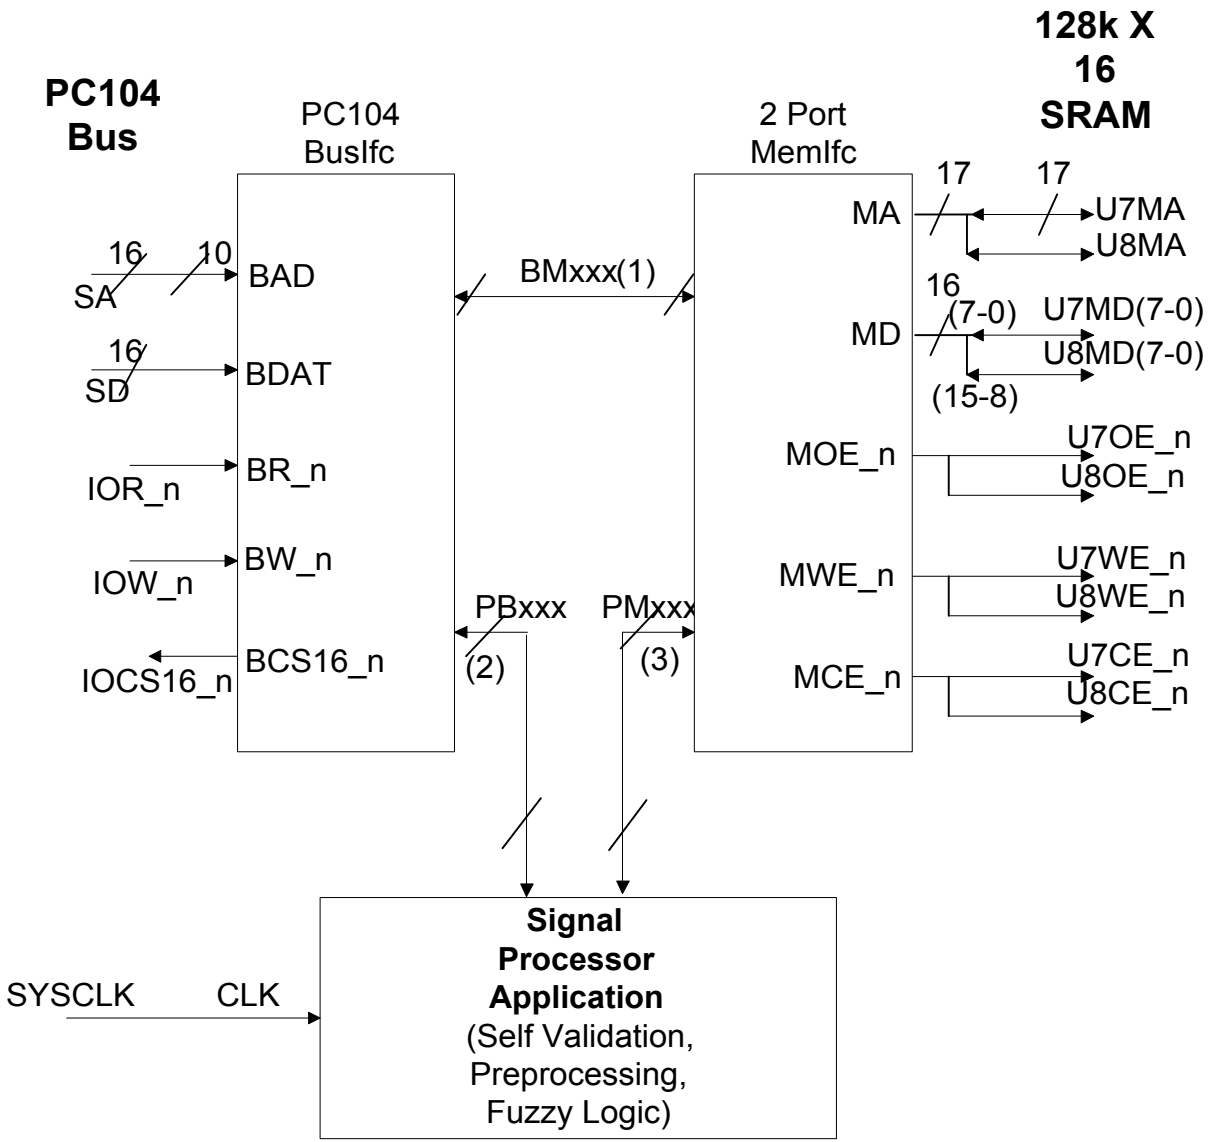 128k X
16
SRAM
PC104
Bus
PC104
BusIfc
2 Port
MemIfc
17
17
MA
U7MA
U8MA
16
10
SA
BAD
BMxxx(1)
16
(7-0)
MD
U7MD(7-0)
U8MD(7-0)
(15-8)
16
SD
BDAT
MOE_n
U7OE_n
U8OE_n
IOR_n
BR_n
IOW_n
BW_n
MWE_n
U7WE_n
U8WE_n
PBxxx
PMxxx
(2)
(3)
IOCS16_n
BCS16_n
MCE_n
U7CE_n
U8CE_n
Signal
Processor
Application
(Self Validation,
Preprocessing,
Fuzzy Logic)
SYSCLK
CLK